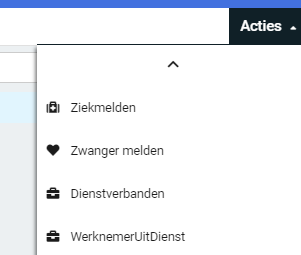 Acties
Ziekmelden
Zwanger melden
Dienstverbanden
WerknemerUitDienst